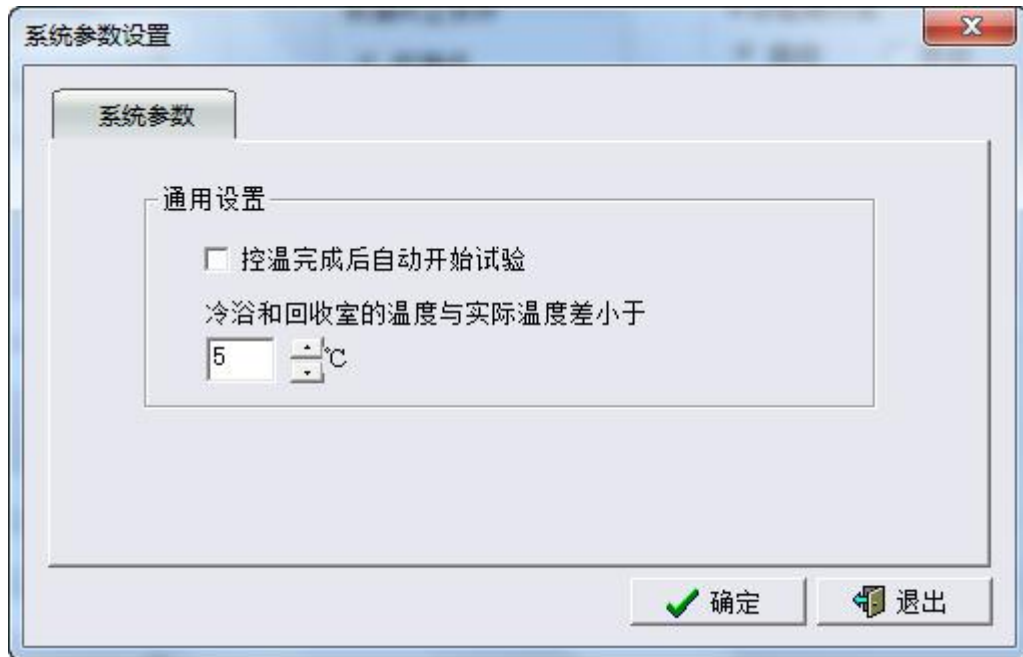 系统参数设置
系统参数
通用设置
控温完成后自动开始试验
冷浴和回收室的温度与实际温度差小于
5 ℃
确定 退出